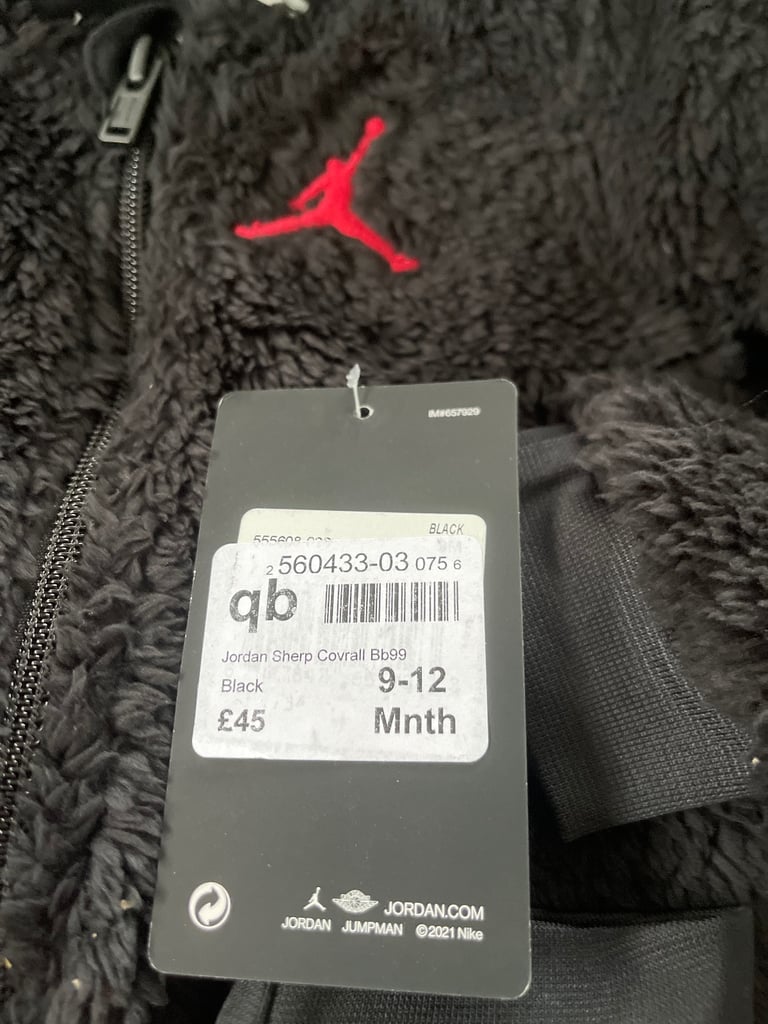 IM#657929
BLACK
2 560433-03 075 6
qb
Jordan Sherp Covrall Bb99
Black
9-12
£45
Mnth
JORDAN.COM
JORDAN JUMPMAN ©2021 Nike